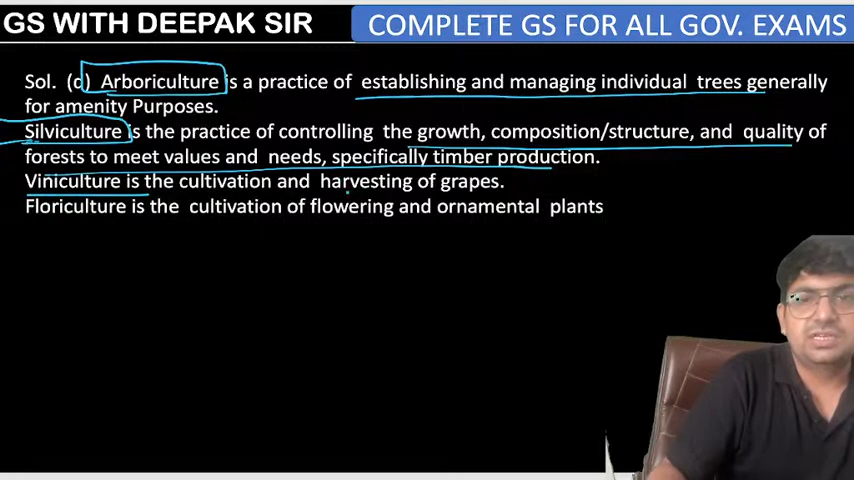 GS WITH DEEPAK SIR
COMPLETE GS FOR ALL GOV. EXAMS
Sol. (c) Arboriculture is a practice of establishing and managing individual trees generally
for amenity Purposes.
Silviculture is the practice of controlling the growth, composition/structure, and quality of
forests to meet values and needs, specifically timber production.
Viniculture is the cultivation and harvesting of grapes.
Floriculture is the cultivation of flowering and ornamental plants